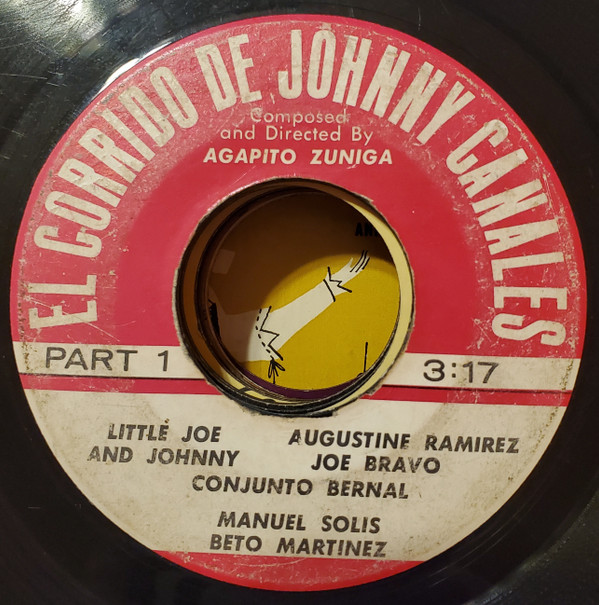 EL CORRIDO DE JOHNNY CANALES
Composed
and Directed By
AGAPITO ZUNIGA
PART 1
3:17
LITTLE JOE
AND JOHNNY
AUGUSTINE RAMIREZ
JOE BRAVO
CONJUNTO BERNAL
MANUEL SOLIS
BETO MARTINEZ